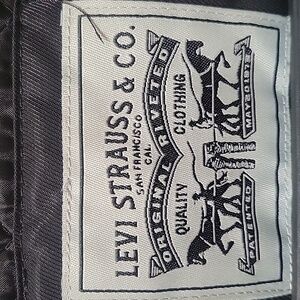 LEVI STRAUSS & CO.
SAN FRANCISCO
CAL.
ORIGINAL RIVETED
QUALITY CLOTHING
PATENTED
MAY 20 1873